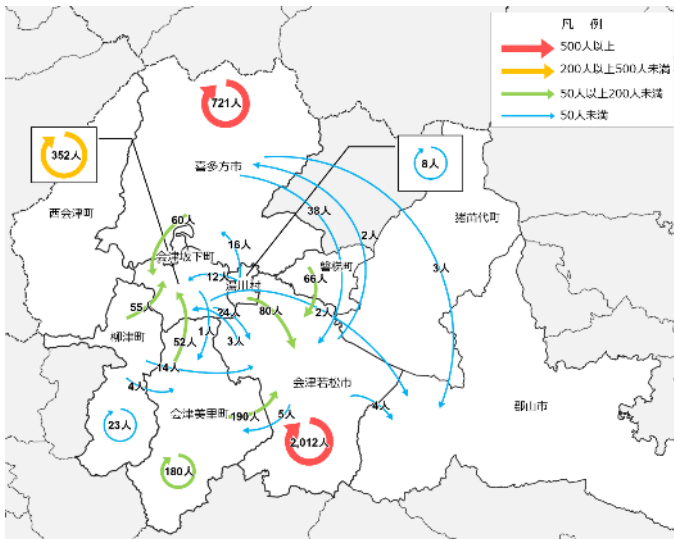 凡 例
500人以上
200人以上500人未満
50人以上200人未満
50人未満
721人
352人
8人
喜多方市
西会津町
猪苗代町
60人
38人
2人
16人
会津坂下町
磐梯町
3人
12人
湯川村
66人
55人
24人
80人
2人
柳津町
1人
3人
52人
14人
4人
会津若松市
会津美里町
190人
5人
4人
郡山市
23人
2,012人
180人